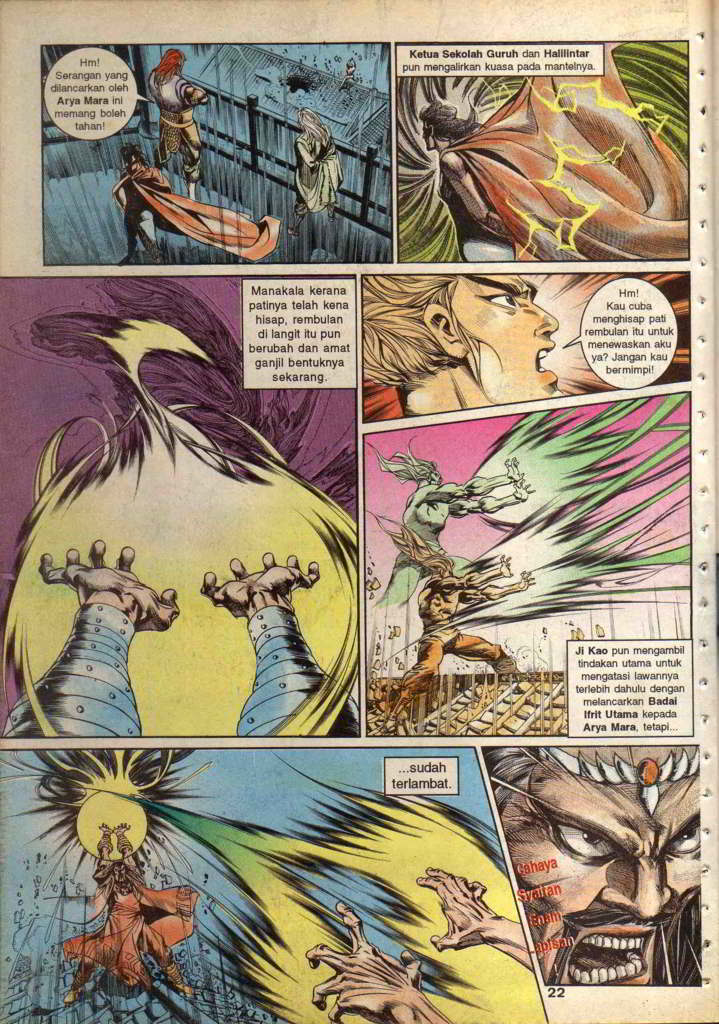 Hm!
Serangan yang
dilancarkan oleh
Arya Mara ini
memang boleh
tahan!
Ketua Sekolah Guruh dan Halilintar
pun mengalirkan kuasa pada mantelnya.
Manakala kerana
patinya telah kena
hisap, rembulan
di langit itu pun
berubah dan amat
ganjil bentuknya
sekarang.
Hm!
Kau cuba
menghisap pati
rembulan itu untuk
menewaskan aku
ya? Jangan kau
bermimpi!
Ji Kao pun mengambil
tindakan utama untuk
mengatasi lawannya
terlebih dahulu dengan
melancarkan Badai
Ifrit Utama kepada
Arya Mara, tetapi...
...sudah
terlambat.
Cahaya
Syaitan
Enam
Lapisan
22